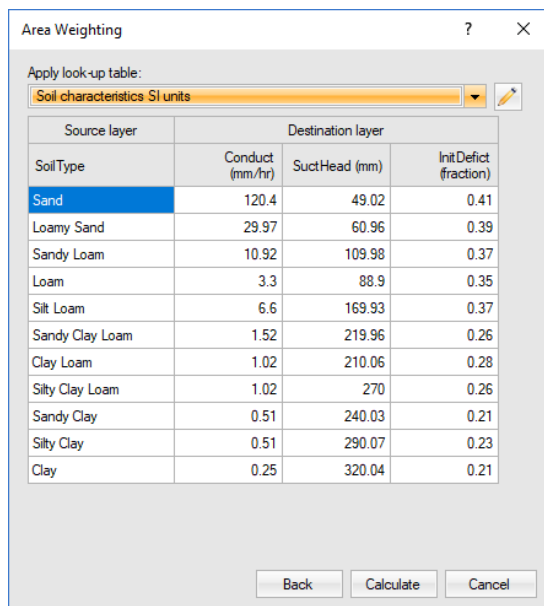 Area Weighting ? ×
Apply look-up table:
Soil characteristics SI units
Source layer Destination layer
SoilType Conduct (mm/hr) SuctHead (mm) InitDefict (fraction)
Sand 120.4 49.02 0.41
Loamy Sand 29.97 60.96 0.39
Sandy Loam 10.92 109.98 0.37
Loam 3.3 88.9 0.35
Silt Loam 6.6 169.93 0.37
Sandy Clay Loam 1.52 219.96 0.26
Clay Loam 1.02 210.06 0.28
Silty Clay Loam 1.02 270 0.26
Sandy Clay 0.51 240.03 0.21
Silty Clay 0.51 290.07 0.23
Clay 0.25 320.04 0.21
Back Calculate Cancel